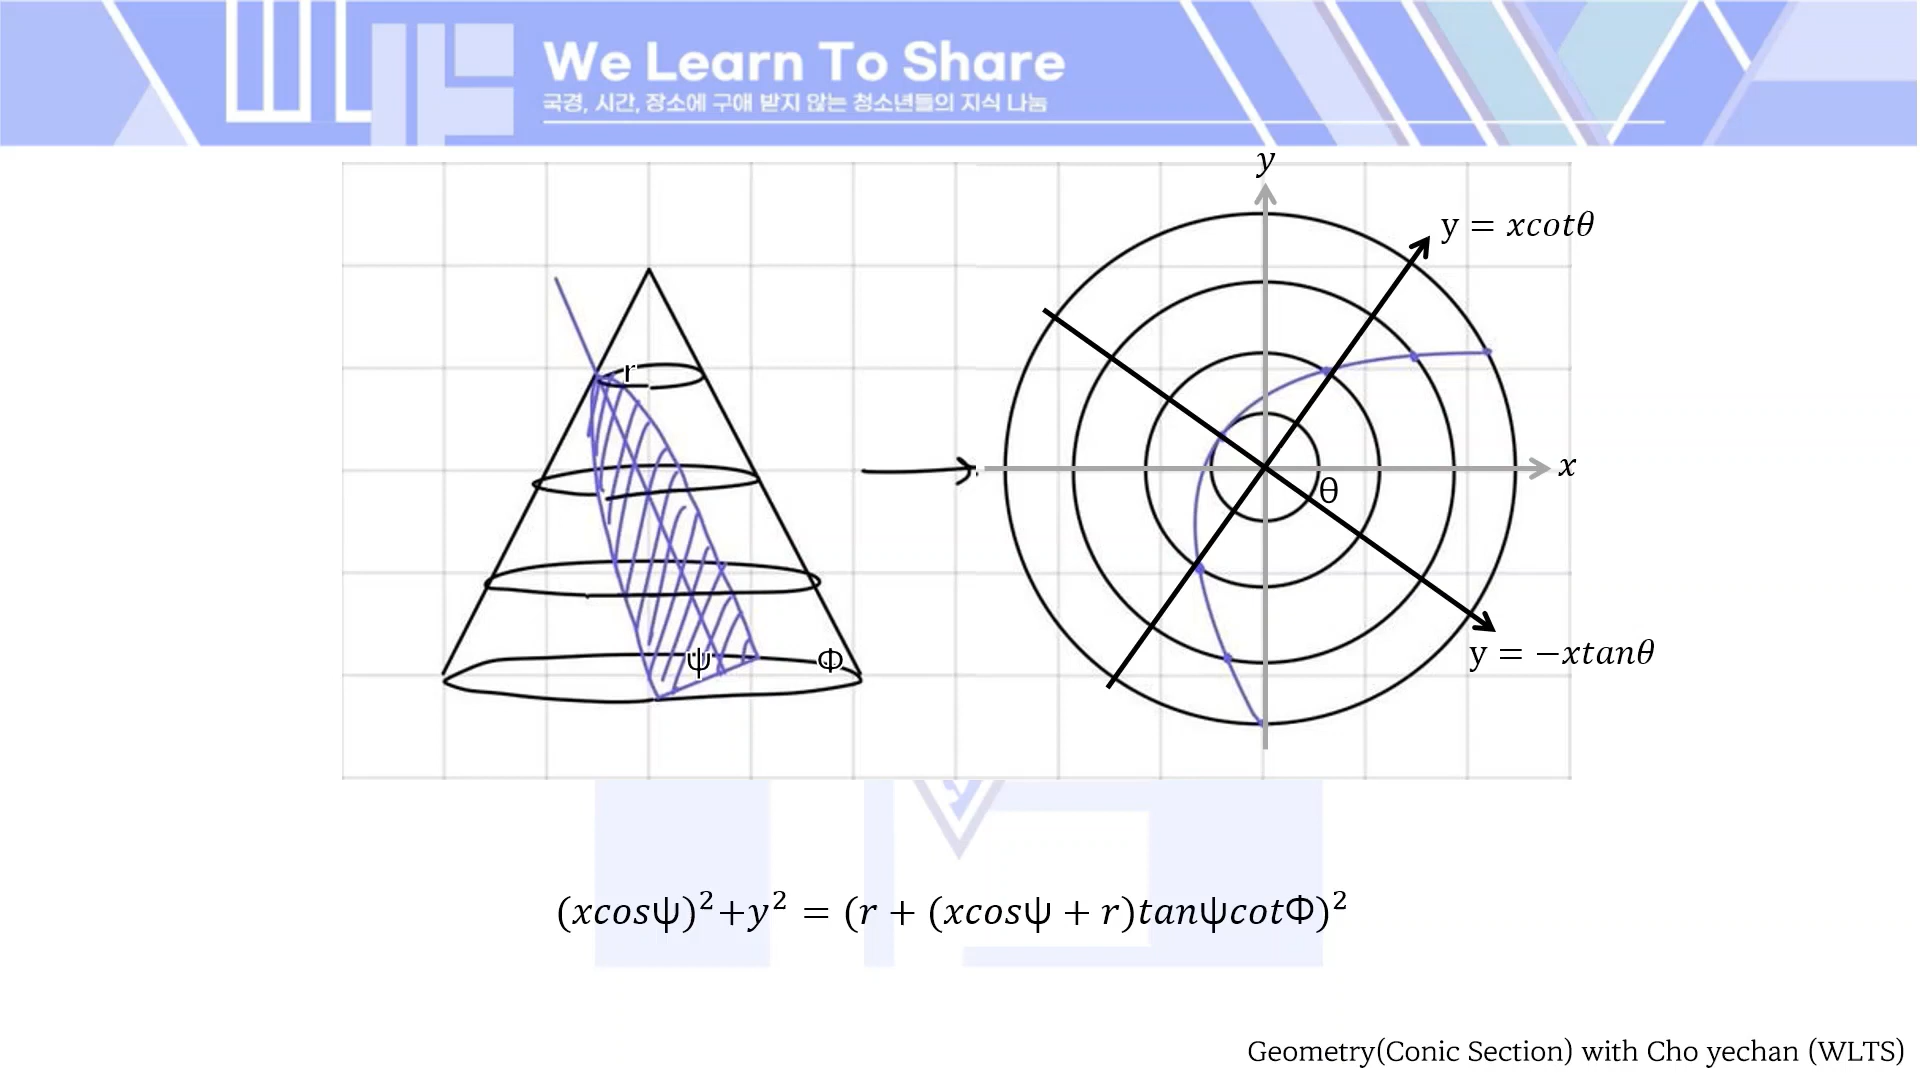 We Learn To Share
국경, 시간, 장소에 구애 받지 않는 청소년들의 지식 나눔
y
y = xcotθ
r
x
θ
y = −xtanθ
ψ
Φ
(xcosψ)²+y² = (r + (xcosψ + r)tanψcotΦ)²
Geometry(Conic Section) with Cho yechan (WLTS)